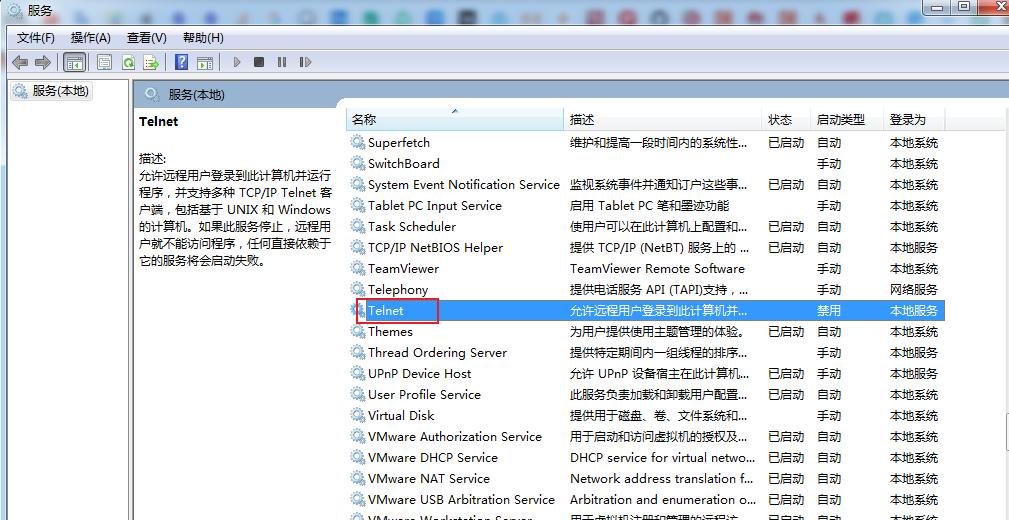 服务
文件(F) 操作(A) 查看(V) 帮助(H)
服务(本地)
服务(本地)
Telnet
描述:
允许远程用户登录到此计算机并运行
程序，并支持多种 TCP/IP Telnet 客
户端，包括基于 UNIX 和 Windows
的计算机。如果此服务停止，远程用
户就不能访问程序，任何直接依赖于
它的服务将会启动失败。
名称 描述 状态 启动类型 登录为
Superfetch 维护和提高一段时间内的系统性... 已启动 自动 本地系统
SwitchBoard 手动 本地系统
System Event Notification Service 监视系统事件并通知订户这些事... 已启动 自动 本地系统
Tablet PC Input Service 启用 Tablet PC 笔和墨迹功能 手动 本地系统
Task Scheduler 使用户可以在此计算机上配置和... 已启动 自动 本地系统
TCP/IP NetBIOS Helper 提供 TCP/IP (NetBT) 服务上的 ... 已启动 自动 本地服务
TeamViewer TeamViewer Remote Software 手动 本地系统
Telephony 提供电话服务 API (TAPI)支持，... 手动 网络服务
Telnet 允许远程用户登录到此计算机并... 禁用 本地服务
Themes 为用户提供使用主题管理的体验。 已启动 自动 本地系统
Thread Ordering Server 提供特定期间内一组线程的排序... 手动 本地服务
UPnP Device Host 允许 UPnP 设备宿主在此计算机... 已启动 自动 本地服务
User Profile Service 此服务负责加载和卸载用户配置... 已启动 自动 本地系统
Virtual Disk 提供用于磁盘、卷、文件系统和... 手动 本地系统
VMware Authorization Service 用于启动和访问虚拟机的授权及... 已启动 自动 本地系统
VMware DHCP Service DHCP service for virtual netwo... 已启动 自动 本地系统
VMware NAT Service Network address translation f... 已启动 自动 本地系统
VMware USB Arbitration Service Arbitration and enumeration o... 已启动 自动 本地系统